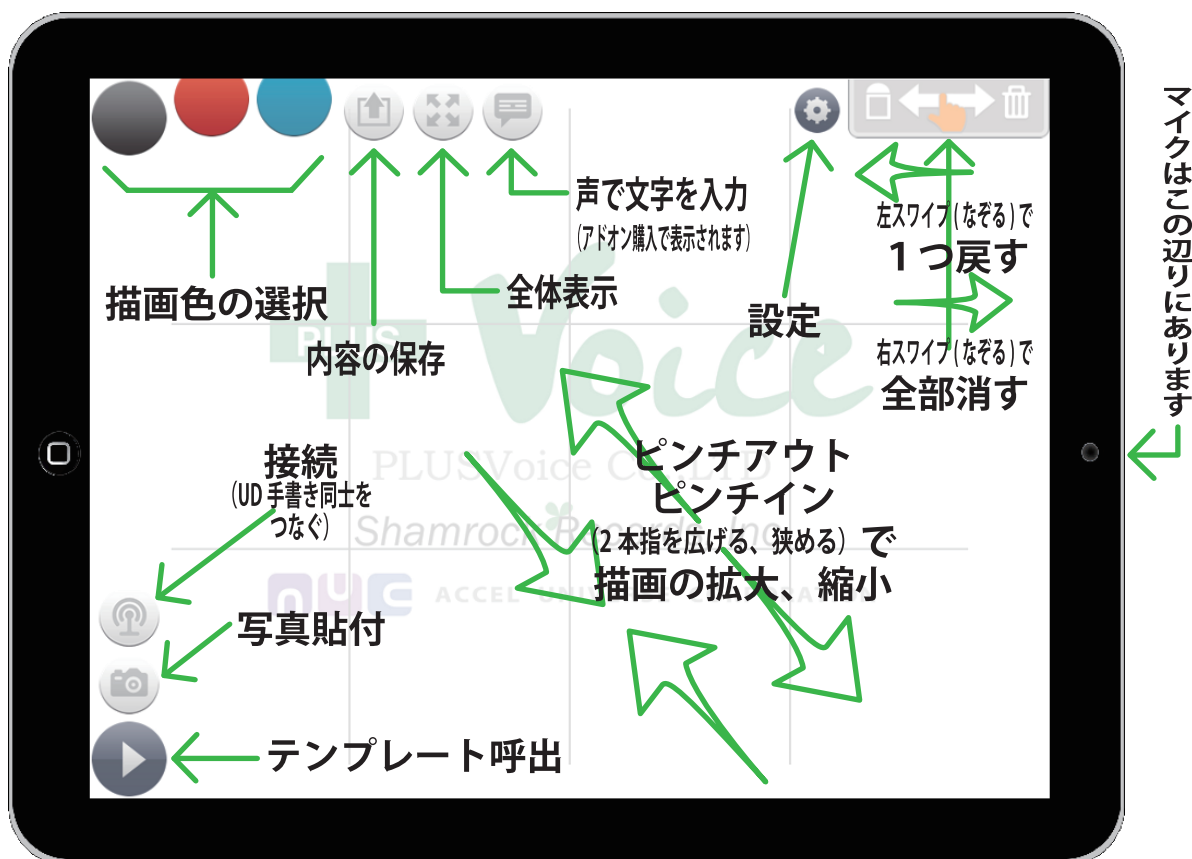 声で文字を入力
(アドオン購入で表示されます)
全体表示
描画色の選択
内容の保存
設定
左スワイプ(なぞる)で
1つ戻す
右スワイプ(なぞる)で
全部消す
マイクはこの辺りにあります
PLUS
Voice
接続
(UD手書き同士を
つなぐ)
ピンチアウト
ピンチイン
(2本指を広げる、狭める)で
描画の拡大、縮小
PLUSVoice
Shamrock Records, Inc
ACCEL
写真貼付
テンプレート呼出